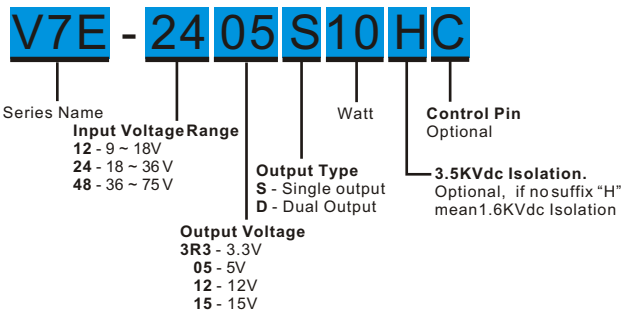 V7E - 24 05 S 10 H C
Series Name
Input Voltage Range
12 - 9 ~ 18V
24 - 18 ~ 36 V
48 - 36 ~ 75 V
Output Voltage
3R3 - 3.3V
05 - 5V
12 - 12V
15 - 15V
Output Type
S - Single output
D - Dual Output
Watt
Control Pin
Optional
3.5KVdc Isolation.
Optional, if no suffix “H”
mean1.6KVdc Isolation